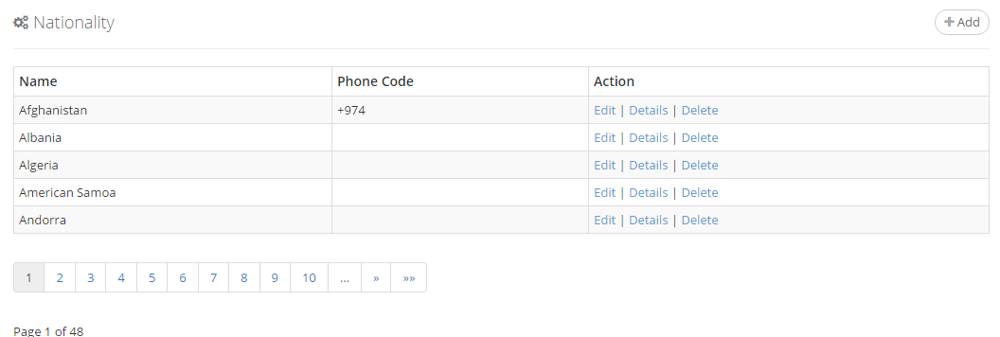 Nationality
Add
Name Phone Code Action
Afghanistan +974 Edit | Details | Delete
Albania Edit | Details | Delete
Algeria Edit | Details | Delete
American Samoa Edit | Details | Delete
Andorra Edit | Details | Delete
1 2 3 4 5 6 7 8 9 10 ... » »»
Page 1 of 48